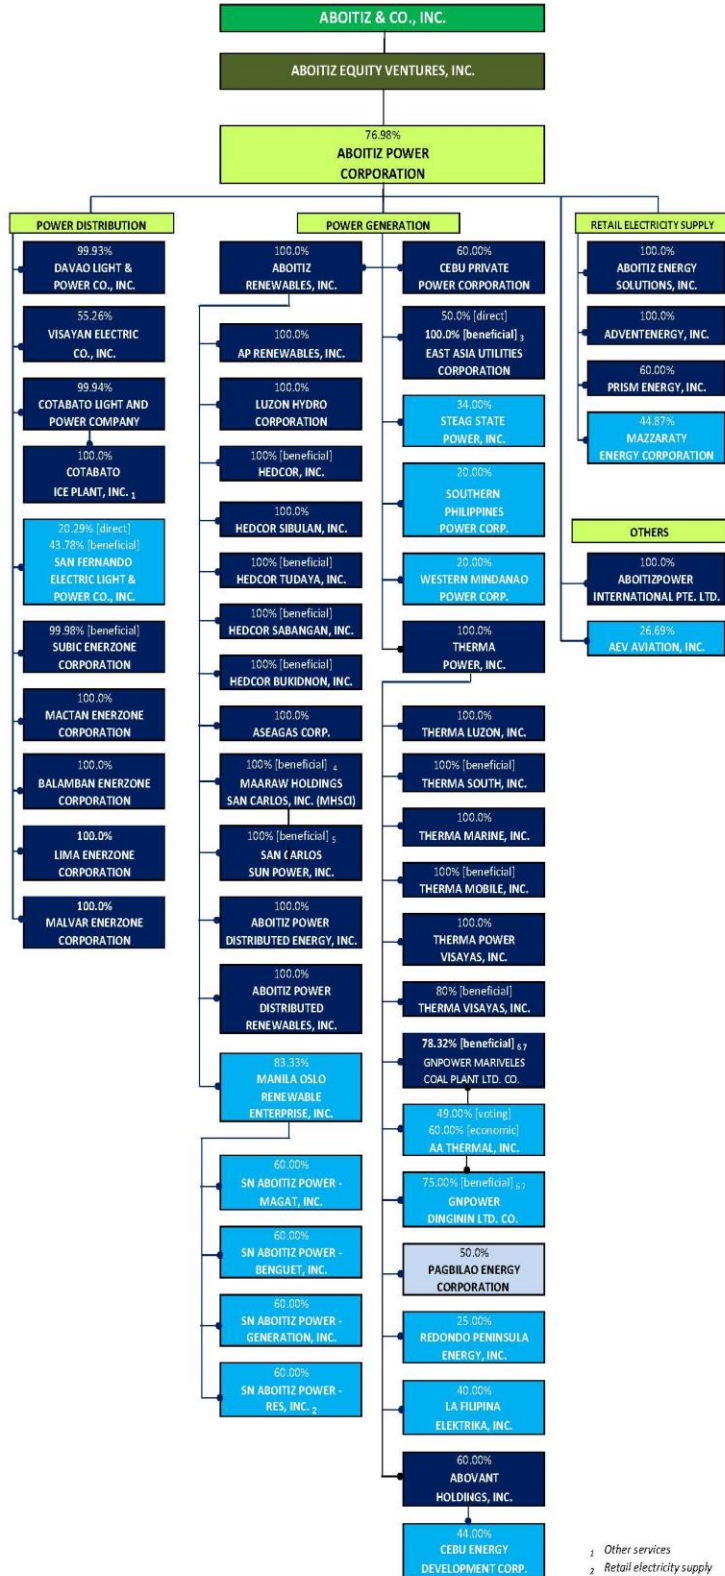 ABOITIZ & CO., INC.
ABOITIZ EQUITY VENTURES, INC.
76.98%
ABOITIZ POWER
CORPORATION
POWER DISTRIBUTION
99.93%
DAVAO LIGHT &
POWER CO., INC.
55.26%
VISAYAN ELECTRIC
CO., INC.
99.94%
COTABATO LIGHT AND
POWER COMPANY
100.0%
COTABATO
ICE PLANT, INC. 1
20.29% [direct]
43.78% [beneficial]
SAN FERNANDO
ELECTRIC LIGHT &
POWER CO., INC.
99.98% [beneficial]
SUBIC ENERZONE
CORPORATION
100.0%
MACTAN ENERZONE
CORPORATION
100.0%
BALAMBAN ENERZONE
CORPORATION
100.0%
LIMA ENERZONE
CORPORATION
100.0%
MALVAR ENERZONE
CORPORATION
POWER GENERATION
100.0%
ABOITIZ
RENEWABLES, INC.
100.0%
AP RENEWABLES, INC.
100.0%
LUZON HYDRO
CORPORATION
100% [beneficial]
HEDCOR, INC.
100.0%
HEDCOR SIBULAN, INC.
100% [beneficial]
HEDCOR TUDAYA, INC.
100% [beneficial]
HEDCOR SABANGAN, INC.
100% [beneficial]
HEDCOR BUKIDNON, INC.
100.0%
ASEAGAS CORP.
100% [beneficial] 4
MAARAW HOLDINGS
SAN CARLOS, INC. (MHSCI)
100% [beneficial] 5
SAN CARLOS
SUN POWER, INC.
100.0%
ABOITIZ POWER
DISTRIBUTED ENERGY, INC.
100.0%
ABOITIZ POWER
DISTRIBUTED
RENEWABLES, INC.
83.33%
MANILA OSLO
RENEWABLE
ENTERPRISE, INC.
60.00%
SN ABOITIZ POWER -
MAGAT, INC.
60.00%
SN ABOITIZ POWER -
BENGUET, INC.
60.00%
SN ABOITIZ POWER -
GENERATION, INC.
60.00%
SN ABOITIZ POWER -
RES, INC. 2
60.00%
CEBU PRIVATE
POWER CORPORATION
50.0% [direct]
100.0% [beneficial] 3
EAST ASIA UTILITIES
CORPORATION
34.00%
STEAG STATE
POWER, INC.
20.00%
SOUTHERN
PHILIPPINES
POWER CORP.
20.00%
WESTERN MINDANAO
POWER CORP.
100.0%
THERMA
POWER, INC.
100.0%
THERMA LUZON, INC.
100% [beneficial]
THERMA SOUTH, INC.
100.0%
THERMA MARINE, INC.
100% [beneficial]
THERMA MOBILE, INC.
100.0%
THERMA POWER
VISAYAS, INC.
80% [beneficial]
THERMA VISAYAS, INC.
78.32% [beneficial] 6 7
GNPOWER MARIVELES
COAL PLANT LTD. CO.
49.00% [voting]
60.00% [economic]
AA THERMAL, INC.
75.00% [beneficial] 6 7
GNPOWER
DINGININ LTD. CO.
50.0%
PAGBILAO ENERGY
CORPORATION
25.00%
REDONDO PENINSULA
ENERGY, INC.
40.00%
LA FILIPINA
ELEKTRIKA, INC.
60.00%
ABOVANT
HOLDINGS, INC.
44.00%
CEBU ENERGY
DEVELOPMENT CORP.
RETAIL ELECTRICITY SUPPLY
100.0%
ABOITIZ ENERGY
SOLUTIONS, INC.
100.0%
ADVENTENERGY, INC.
60.00%
PRISM ENERGY, INC.
44.87%
MAZZARATY
ENERGY CORPORATION
OTHERS
100.0%
ABOITIZPOWER
INTERNATIONAL PTE. LTD.
26.69%
AEV AVIATION, INC.
1 Other services
2 Retail electricity supply